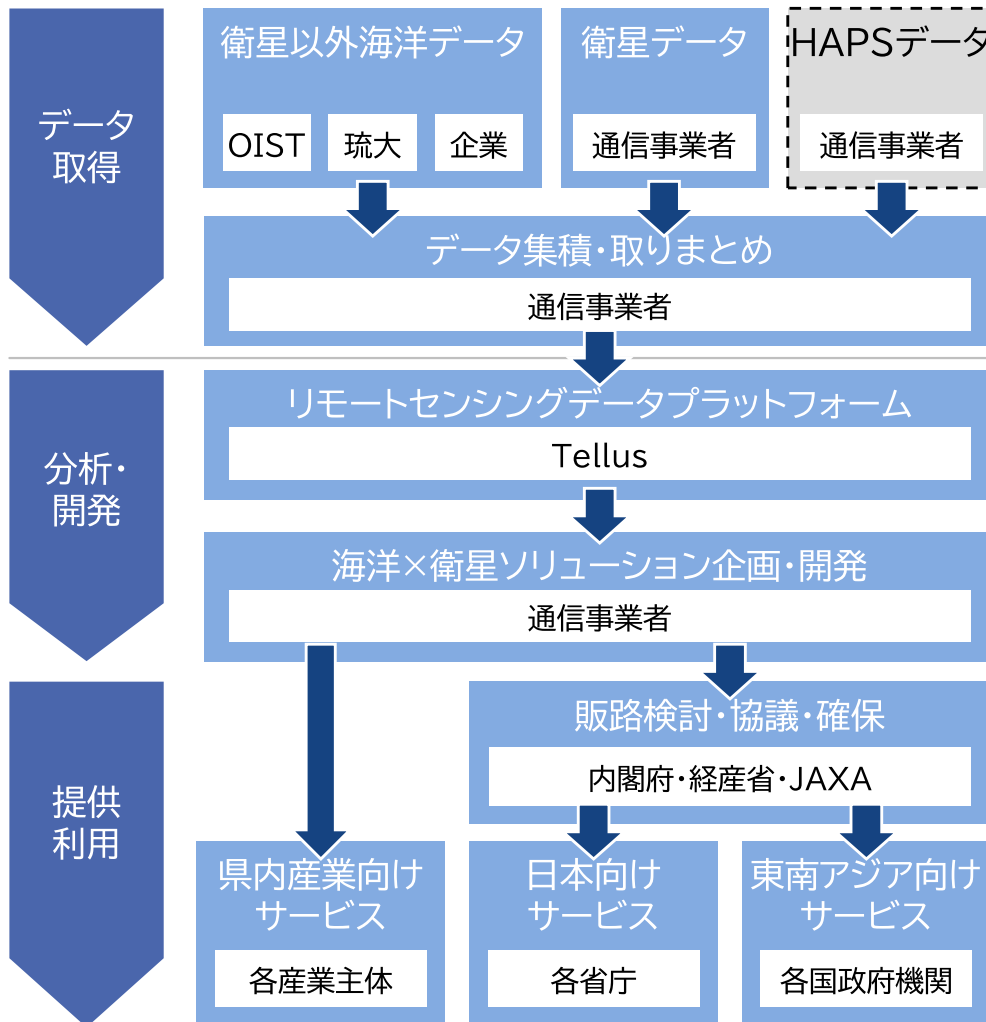 データ
取得
衛星以外海洋データ
衛星データ
HAPSデータ
OIST
琉大
企業
通信事業者
通信事業者
データ集積・取りまとめ
通信事業者
分析・
開発
リモートセンシングデータプラットフォーム
Tellus
海洋×衛星ソリューション企画・開発
通信事業者
提供
利用
販路検討・協議・確保
内閣府・経産省・JAXA
県内産業向け
サービス
各産業主体
日本向け
サービス
各省庁
東南アジア向け
サービス
各国政府機関